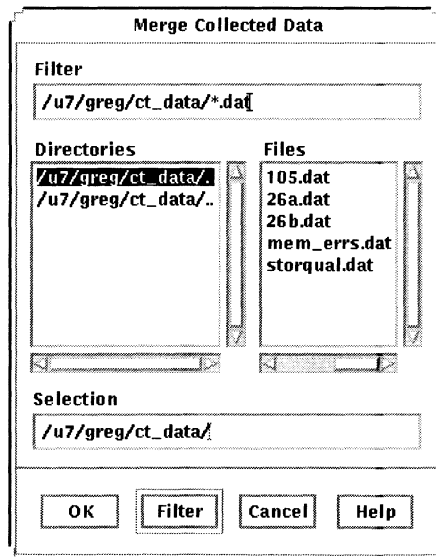 Merge Collected Data
Filter
/u7/greg/ct_data/*.dat
Directories
/u7/greg/ct_data/.
/u7/greg/ct_data/..
Files
105.dat
26a.dat
26b.dat
mem_errs.dat
storqual.dat
Selection
/u7/greg/ct_data/
OK Filter Cancel Help